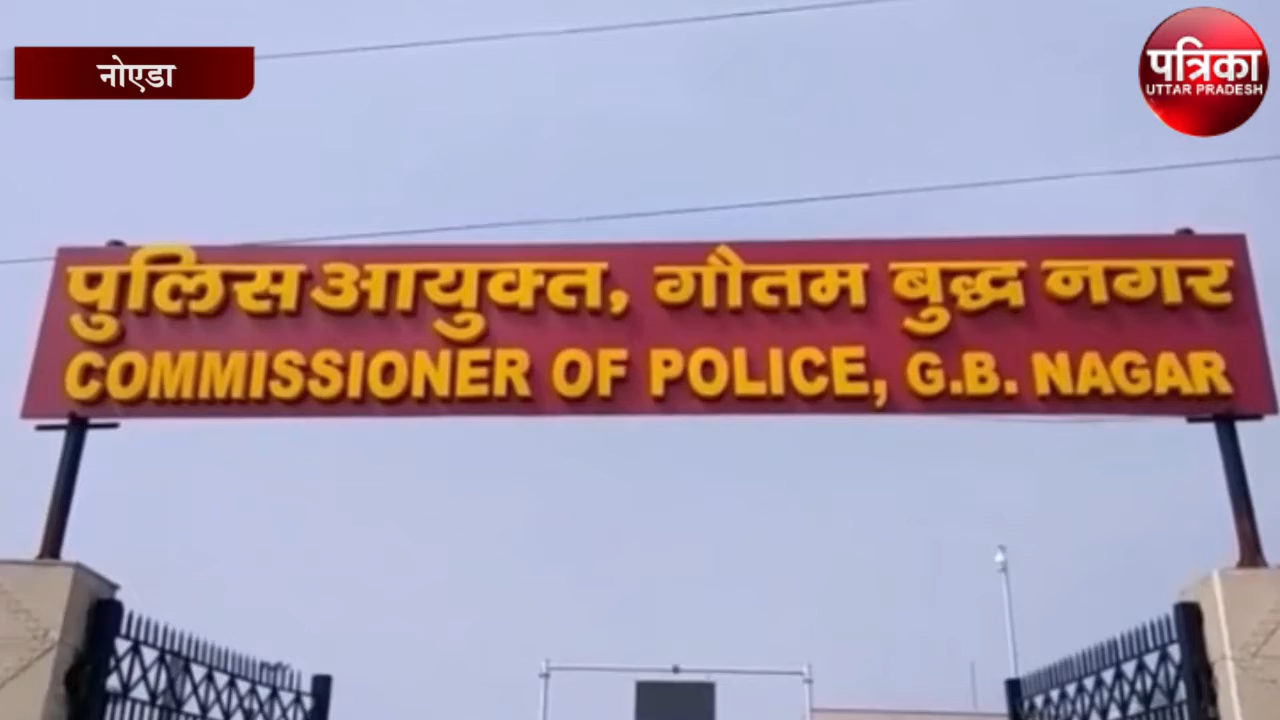 नोएडा
पत्रिका
UTTAR PRADESH
पुलिस आयुक्त, गौतम बुद्ध नगर
COMMISSIONER OF POLICE, G.B. NAGAR